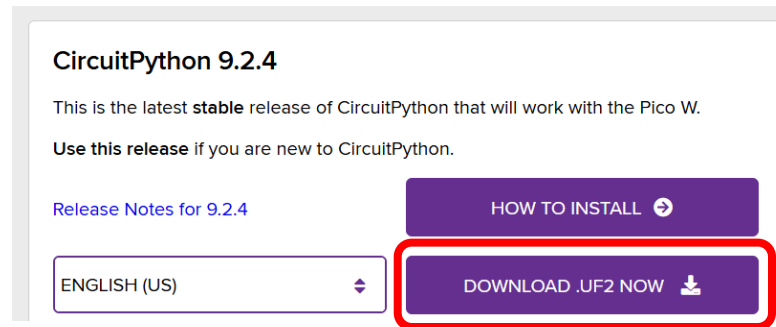 CircuitPython 9.2.4
This is the latest stable release of CircuitPython that will work with the Pico W.
Use this release if you are new to CircuitPython.
Release Notes for 9.2.4
HOW TO INSTALL
ENGLISH (US)
DOWNLOAD .UF2 NOW